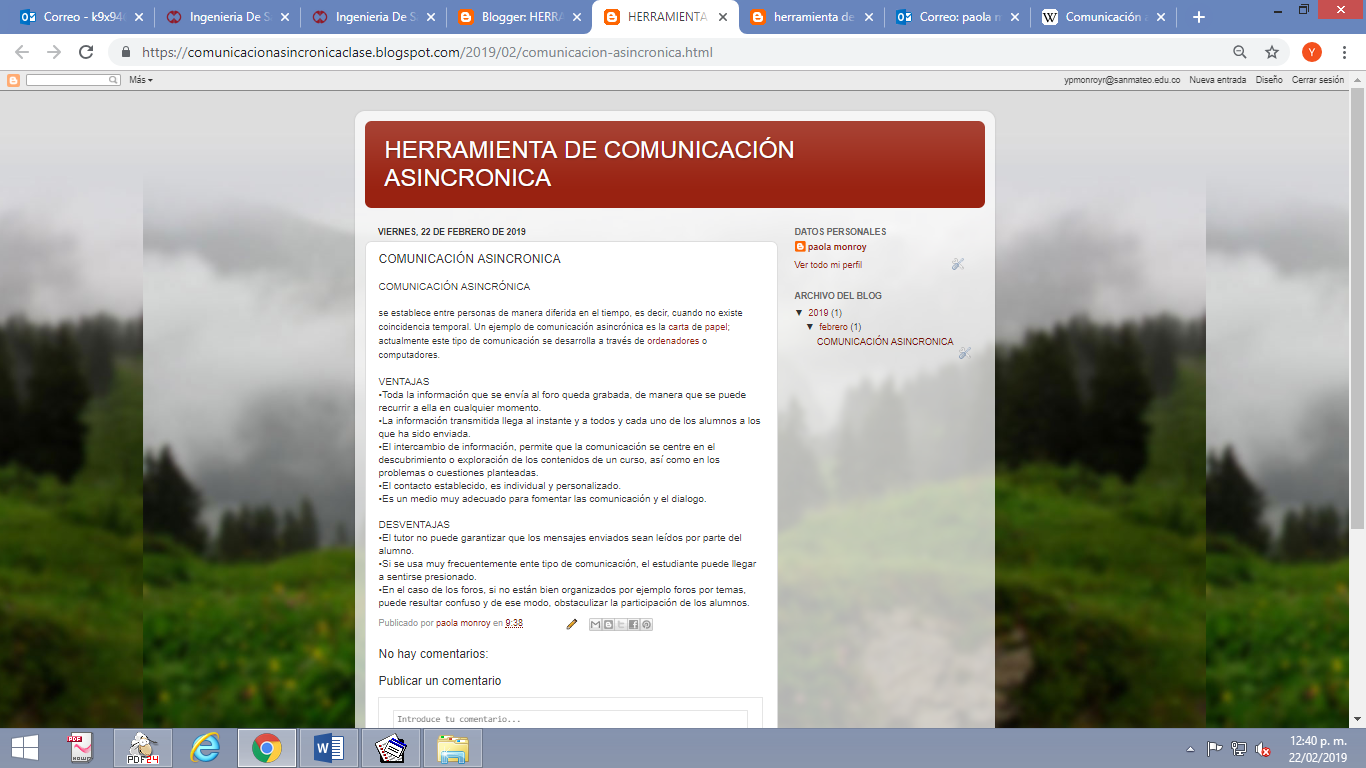 Correo - k9x94
Ingenieria De S
Ingenieria De S
Blogger: HERR
HERRAMIENTA
herramienta de
Correo: paola m
Comunicación a
https://comunicacionasincronicaclase.blogspot.com/2019/02/comunicacion-asincronica.html
Y
Más
ypmonroyr@sanmateo.edu.co Nueva entrada Diseño Cerrar sesión
HERRAMIENTA DE COMUNICACIÓN
ASINCRONICA
VIERNES, 22 DE FEBRERO DE 2019
COMUNICACIÓN ASINCRONICA
COMUNICACIÓN ASINCRÓNICA
se establece entre personas de manera diferida en el tiempo, es decir, cuando no existe
coincidencia temporal. Un ejemplo de comunicación asincrónica es la carta de papel;
actualmente este tipo de comunicación se desarrolla a través de ordenadores o
computadores.
VENTAJAS
•Toda la información que se envía al foro queda grabada, de manera que se puede
recurrir a ella en cualquier momento.
•La información transmitida llega al instante y a todos y cada uno de los alumnos a los
que ha sido enviada.
•El intercambio de información, permite que la comunicación se centre en el
descubrimiento o exploración de los contenidos de un curso, así como en los
problemas o cuestiones planteadas.
•El contacto establecido, es individual y personalizado.
•Es un medio muy adecuado para fomentar las comunicación y el dialogo.
DESVENTAJAS
•El tutor no puede garantizar que los mensajes enviados sean leídos por parte del
alumno.
•Si se usa muy frecuentemente ente tipo de comunicación, el estudiante puede llegar
a sentirse presionado.
•En el caso de los foros, si no están bien organizados por ejemplo foros por temas,
puede resultar confuso y de ese modo, obstaculizar la participación de los alumnos.
Publicado por paola monroy en 9:38
No hay comentarios:
Publicar un comentario
Introduce tu comentario...
DATOS PERSONALES
paola monroy
Ver todo mi perfil
ARCHIVO DEL BLOG
▼ 2019 (1)
▼ febrero (1)
COMUNICACIÓN ASINCRONICA
PDF
PDF24
12:40 p. m.
22/02/2019